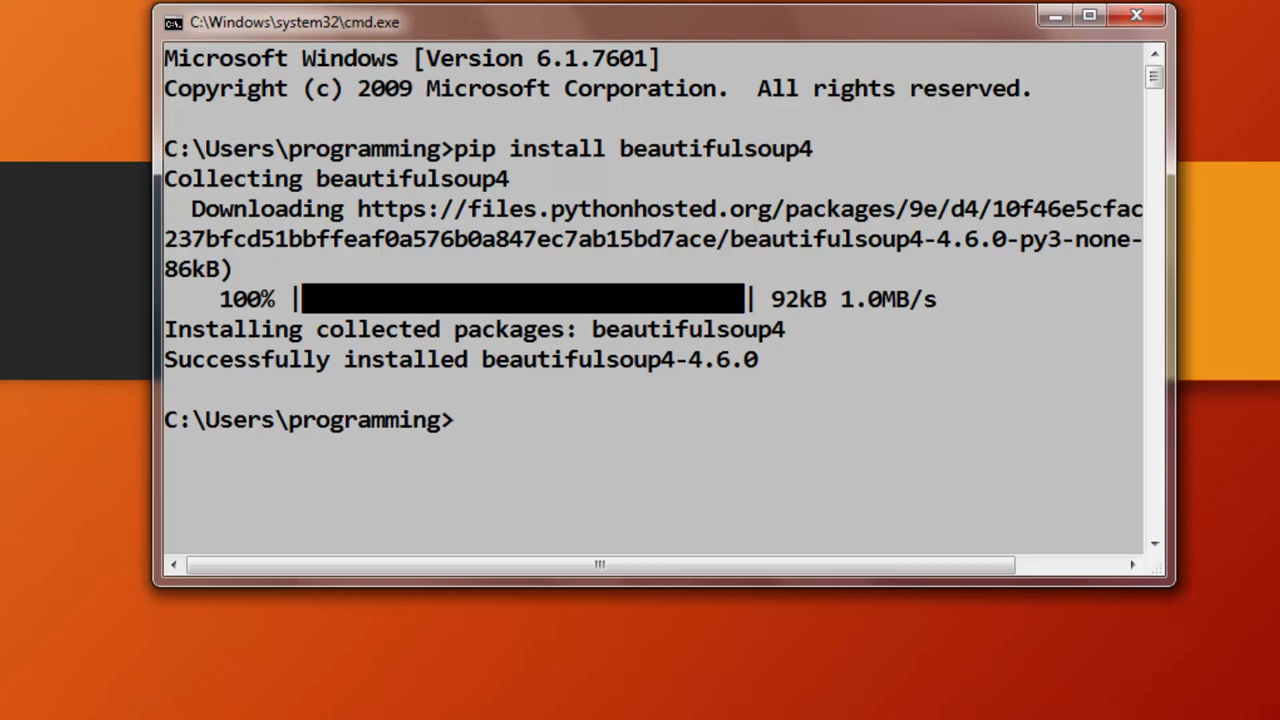 C:\Windows\system32\cmd.exe
Microsoft Windows [Version 6.1.7601]
Copyright (c) 2009 Microsoft Corporation.  All rights reserved.
C:\Users\programming>pip install beautifulsoup4
Collecting beautifulsoup4
  Downloading https://files.pythonhosted.org/packages/9e/d4/10f46e5cfac
237bfcd51bbffeaf0a576b0a847ec7ab15bd7ace/beautifulsoup4-4.6.0-py3-none-
86kB)
    100% |████████████████████████████████| 92kB 1.0MB/s
Installing collected packages: beautifulsoup4
Successfully installed beautifulsoup4-4.6.0
C:\Users\programming>